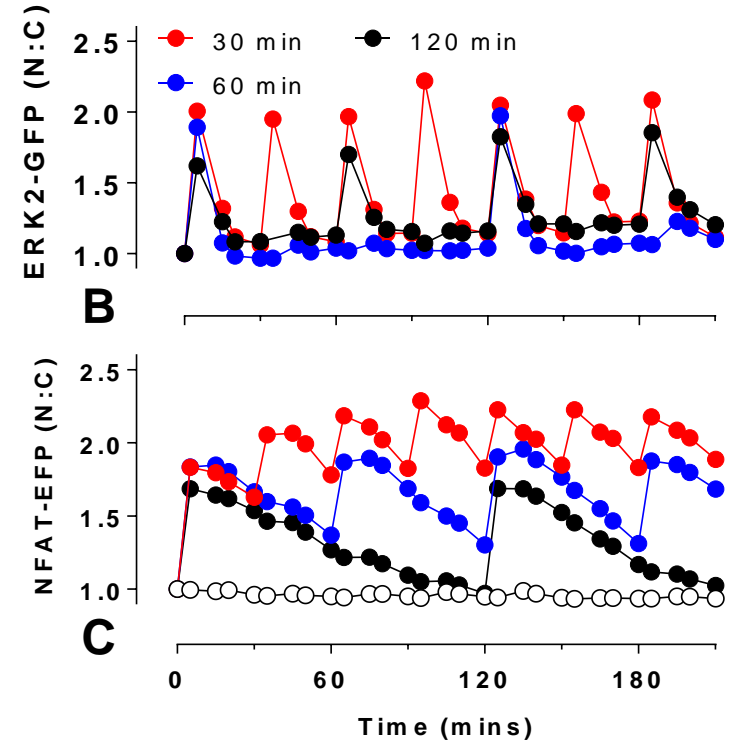 ERK2-GFP (N:C)
2.5
2.0
1.5
1.0
30 min
120 min
60 min
B
NFAT-EFP (N:C)
2.5
2.0
1.5
1.0
C
0 60 120 180
Time (mins)